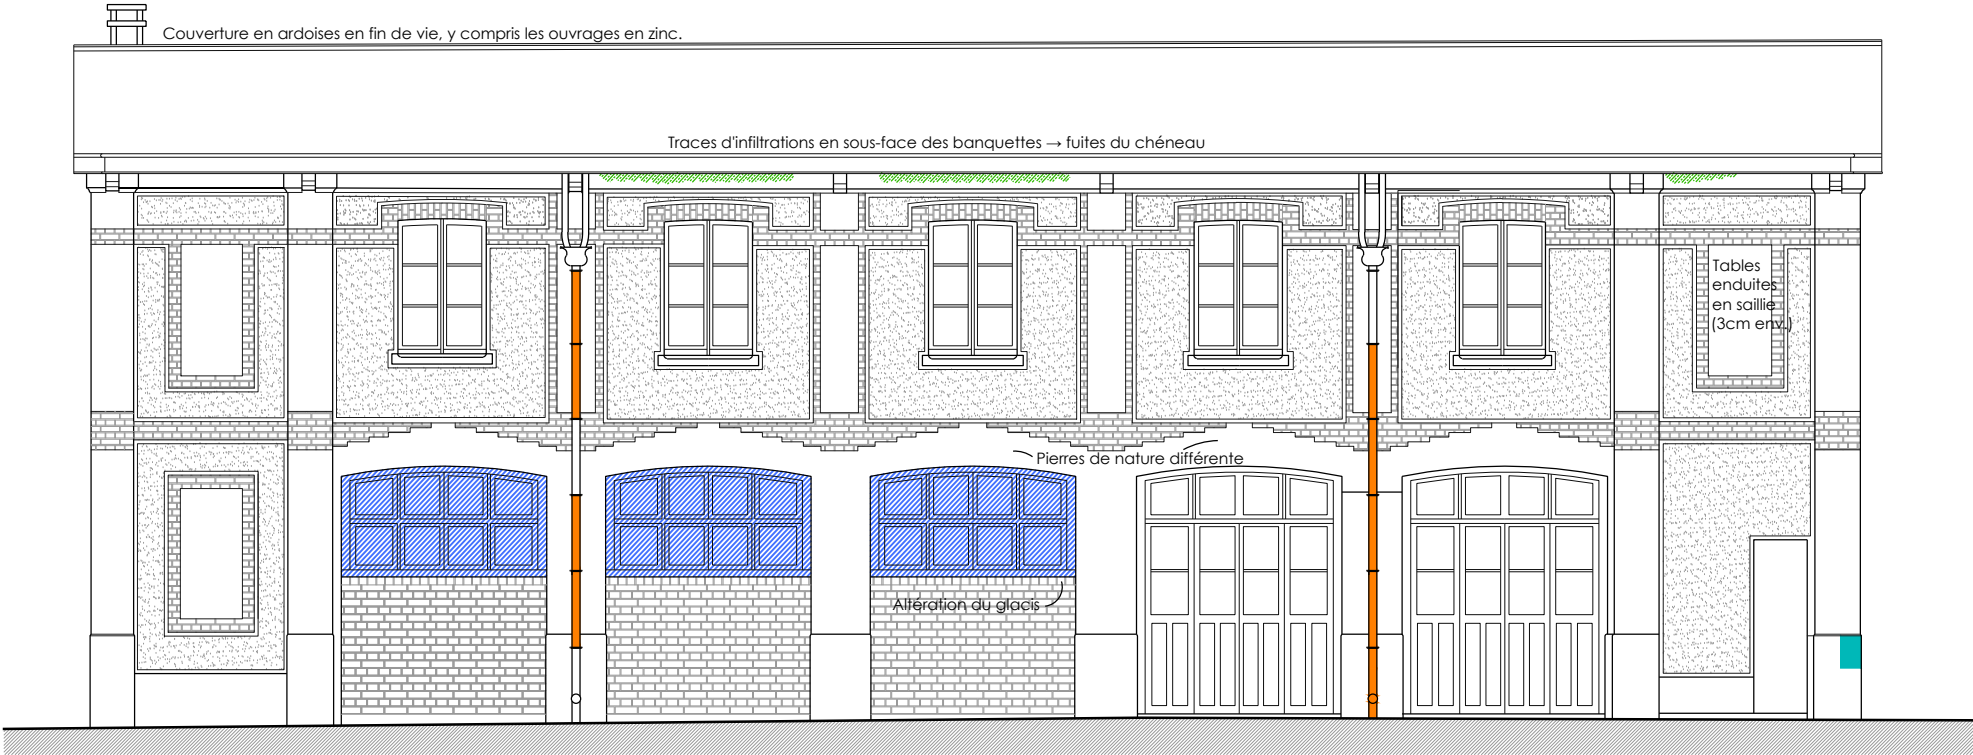 Couverture en ardoises en fin de vie, y compris les ouvrages en zinc.
Traces d'infiltrations en sous-face des banquettes → fuites du chéneau
Tables
enduites
en saillie
(3cm env.)
Pierres de nature différente
Altération du glacis